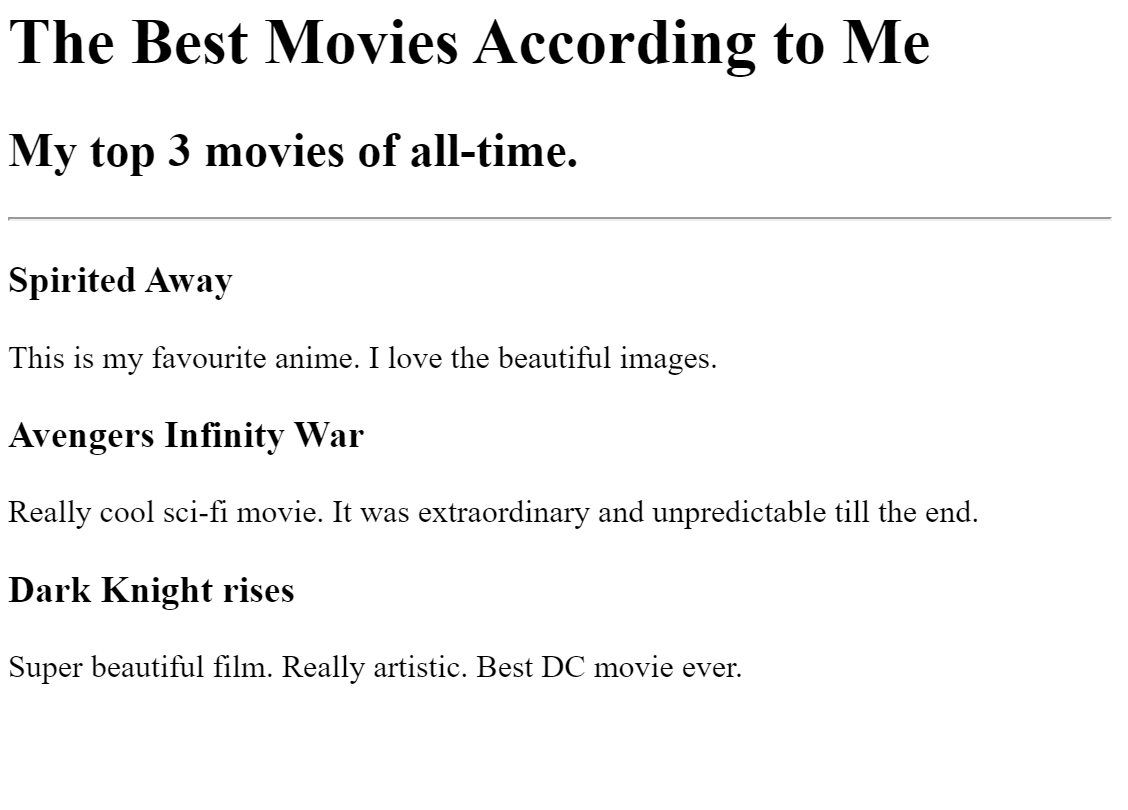 The Best Movies According to Me
My top 3 movies of all-time.
Spirited Away
This is my favourite anime. I love the beautiful images.
Avengers Infinity War
Really cool sci-fi movie. It was extraordinary and unpredictable till the end.
Dark Knight rises
Super beautiful film. Really artistic. Best DC movie ever.